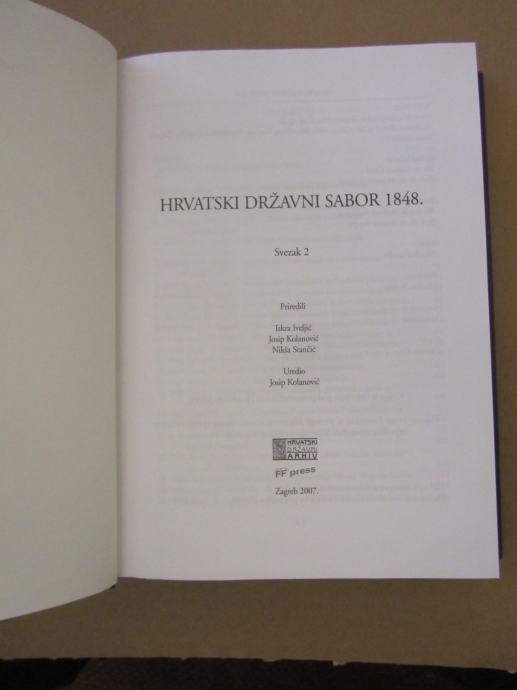 HRVATSKI DRŽAVNI SABOR 1848.
Svezak 2
Priredili
Iskra Iveljić
Josip Kolanović
Nikša Stančić
Uredio
Josip Kolanović
HRVATSKI
DRŽAVNI
ARHIV
FF press
Zagreb 2007.